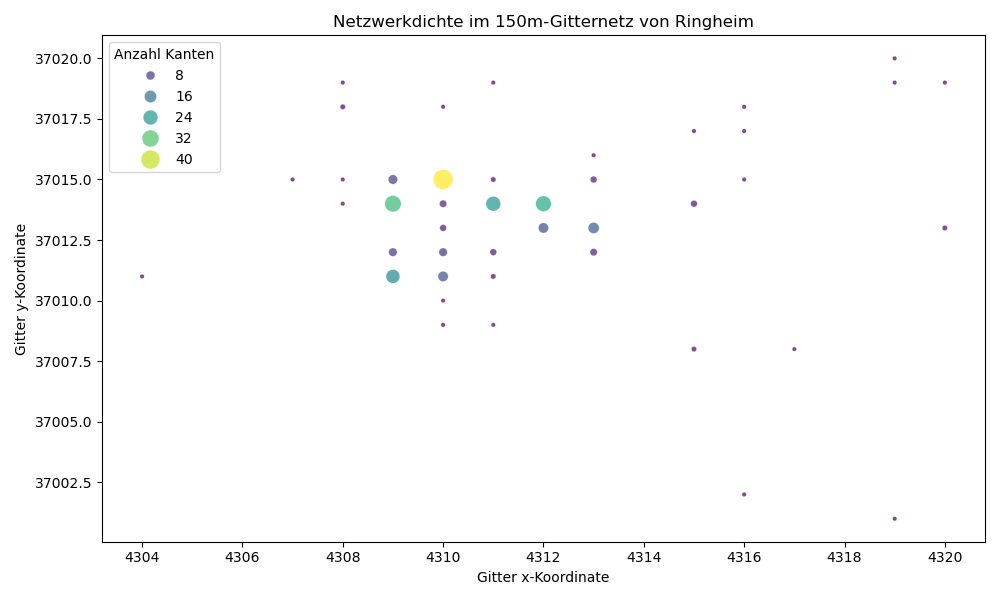 Netzwerkdichte im 150m-Gitternetz von Ringheim
Anzahl Kanten
8
16
24
32
40
37020.0
37017.5
37015.0
37012.5
37010.0
37007.5
37005.0
37002.5
Gitter y-Koordinate
4304 4306 4308 4310 4312 4314 4316 4318 4320
Gitter x-Koordinate